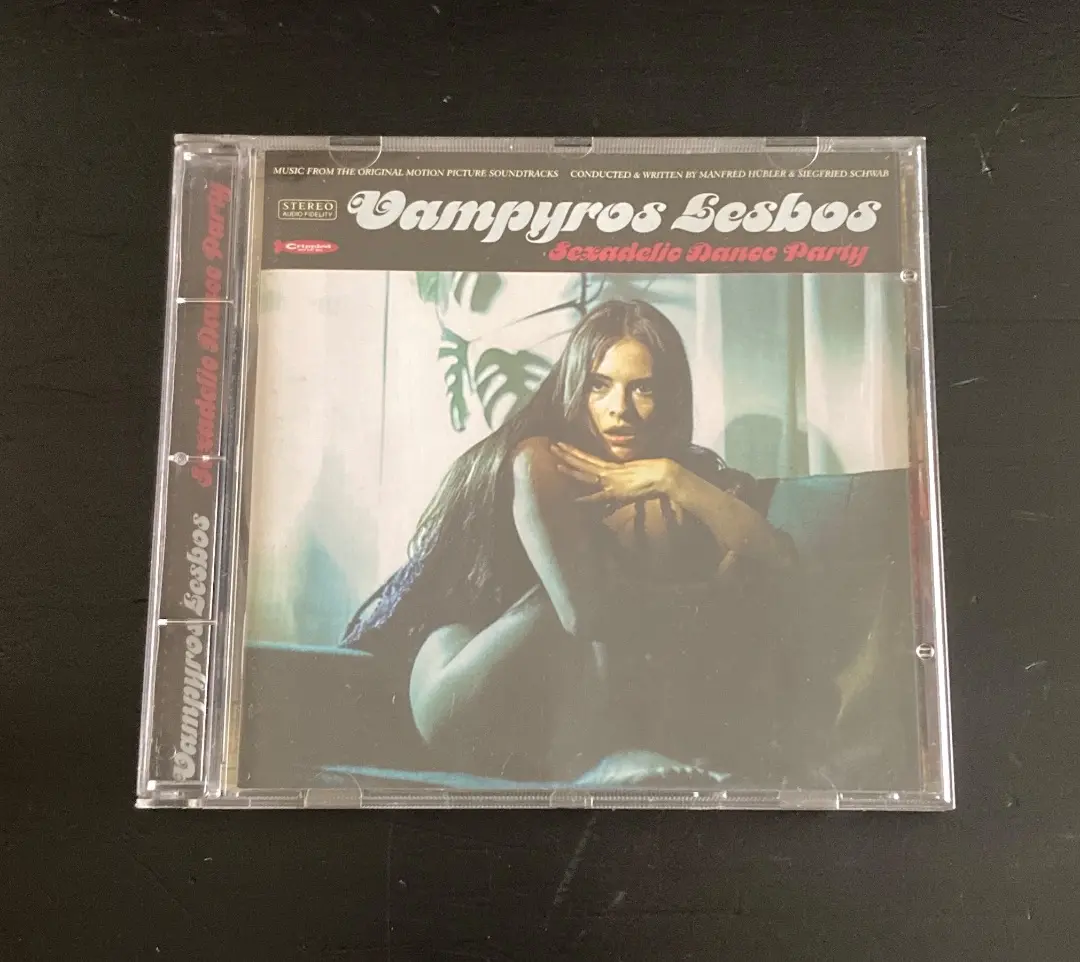 MUSIC FROM THE ORIGINAL MOTION PICTURE SOUNDTRACKS CONDUCTED & WRITTEN BY MANFRED HÜBLER & SIEGFRIED SCHWAB
STEREO
AUDIO FIDELITY
Vampyros Lesbos
Crippled
Sexadelic Dance Party
Vampyros Lesbos Sexadelic Dance Party